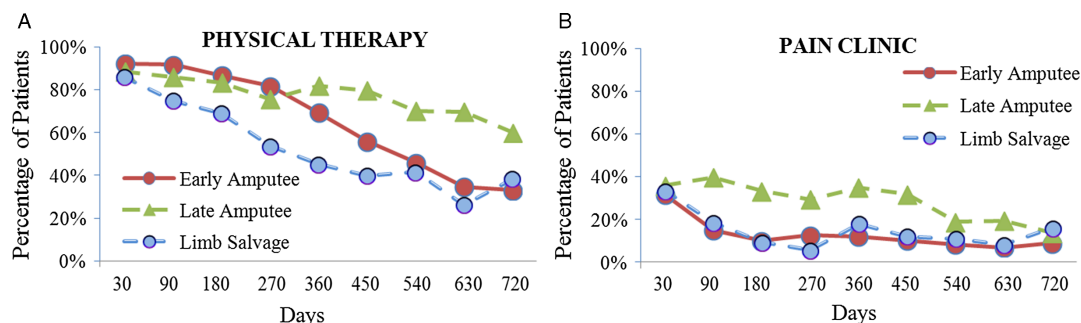 A
PHYSICAL THERAPY
Percentage of Patients
100%
80%
60%
40%
20%
0%
Early Amputee
Late Amputee
Limb Salvage
30 90 180 270 360 450 540 630 720
Days
B
PAIN CLINIC
Percentage of Patients
100%
80%
60%
40%
20%
0%
Early Amputee
Late Amputee
Limb Salvage
30 90 180 270 360 450 540 630 720
Days